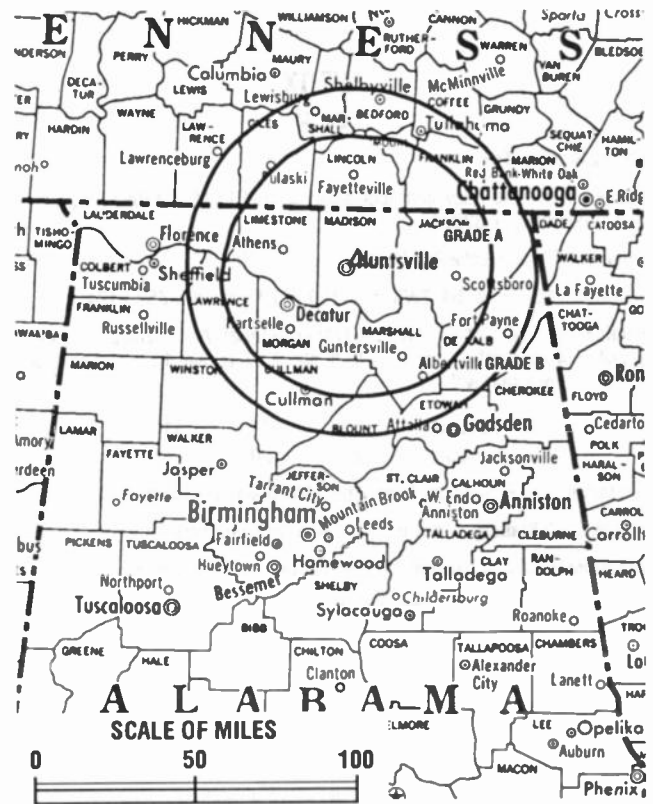 HICKMAN
WILLIAMSON
RUTHER-
FORD
CANNON
Sparta
Cross
E N N E S S
ANDERSON
PERRY
MAURY
WARREN
BLEDSOE
DECA-
TUR
Columbia
LEWIS
Lewisburg
Shelbyville
McMinnville
VAN
BUREN
WAYNE
LAW-
RENCE
GILES
MAR-
SHALL
BEDFORD
COFFEE
GRUNDY
HARDIN
Tullahoma
SEQUAT-
CHIE
HAMIL-
TON
Lawrenceburg
Pulaski
LINCOLN
Fayetteville
FRANKLIN
MARION
Red Bank-White Oak
Chattanooga
E.Ridg
LAUDERDALE
LIMESTONE
MADISON
JACKSON
DADE
CATOOSA
TISHO-
MINGO
Florence
Athens
GRADE A
WALKER
COLBERT
Sheffield
Tuscumbia
Huntsville
Scottsboro
La Fayette
FRANKLIN
LAWRENCE
Decatur
CHAT-
TOOGA
Russellville
Hartselle
MORGAN
MARSHALL
Fort Payne
DE KALB
Guntersville
MARION
WINSTON
CULLMAN
Albertville
GRADE B
Cullman
CHEROKEE
FLOYD
Rom
ETOWAH
LAMAR
WALKER
BLOUNT
Attalla
Gadsden
Cedarto
POLK
Amory
FAYETTE
Jasper
JEFFER-
SON
ST. CLAIR
Jacksonville
HARAL-
SON
CALHOUN
Fayette
Tarrant City
W. End
Anniston
Anniston
Birmingham
Mountain Brook
Leeds
CARROL
Carroll
PICKENS
TUSCALOOSA
Fairfield
TALLADEGA
CLEBURNE
Hueytown
Homewood
CLAY
RAN-
DOLPH
HEARD
Northport
Bessemer
SHELBY
Talladega
Tuscaloosa
Childersburg
Sylacauga
Roanoke
BIBB
GREENE
HALE
CHILTON
COOSA
TALLAPOOSA
CHAMBERS
Clanton
Alexander
City
Lanett
A L A B A M A
SCALE OF MILES
0 50 100
ELMORE
LEE
Opelika
Auburn
MACON
Phenix